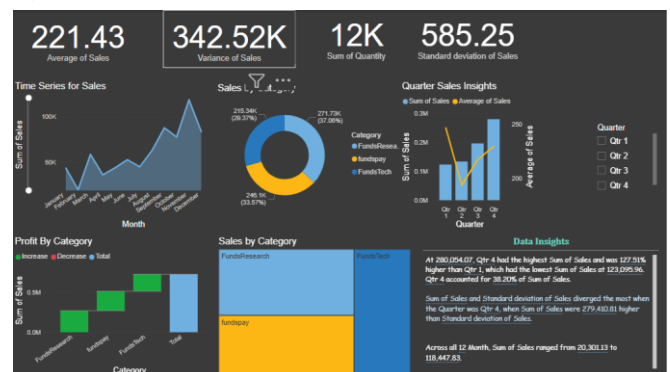 221.43
Average of Sales
342.52K
Variance of Sales
12K
Sum of Quantity
585.25
Standard deviation of Sales
Time Series for Sales
Sum of Sales
100K
50K
January
February
March
April
May
June
July
August
September
October
November
December
Month
Sales
215.34K
(29.37%)
271.73K
(37.06%)
246.1K
(33.57%)
Category
FundsResea...
fundspay
FundsTech
Quarter Sales Insights
Sum of Sales Average of Sales
Sum of Sales
0.3M
0.2M
0.1M
0.0M
250
200
Average of Sales
Qtr 1
Qtr 2
Qtr 3
Qtr 4
Quarter
Quarter
Qtr 1
Qtr 2
Qtr 3
Qtr 4
Profit By Category
Increase Decrease Total
Sum of Sales
0.5M
0.0M
FundsResearch
fundspay
FundsTech
Total
Category
Sales by Category
FundsResearch
FundsTech
fundspay
Data Insights
At 280,054.07, Qtr 4 had the highest Sum of Sales and was 127.51%
higher than Qtr 1, which had the lowest Sum of Sales at 123,095.96.
Qtr 4 accounted for 38.20% of Sum of Sales.
Sum of Sales and Standard deviation of Sales diverged the most when
the Quarter was Qtr 4, when Sum of Sales were 279,410.81 higher
than Standard deviation of Sales.
Across all 12 Month, Sum of Sales ranged from 20,301.13 to
118,447.83.